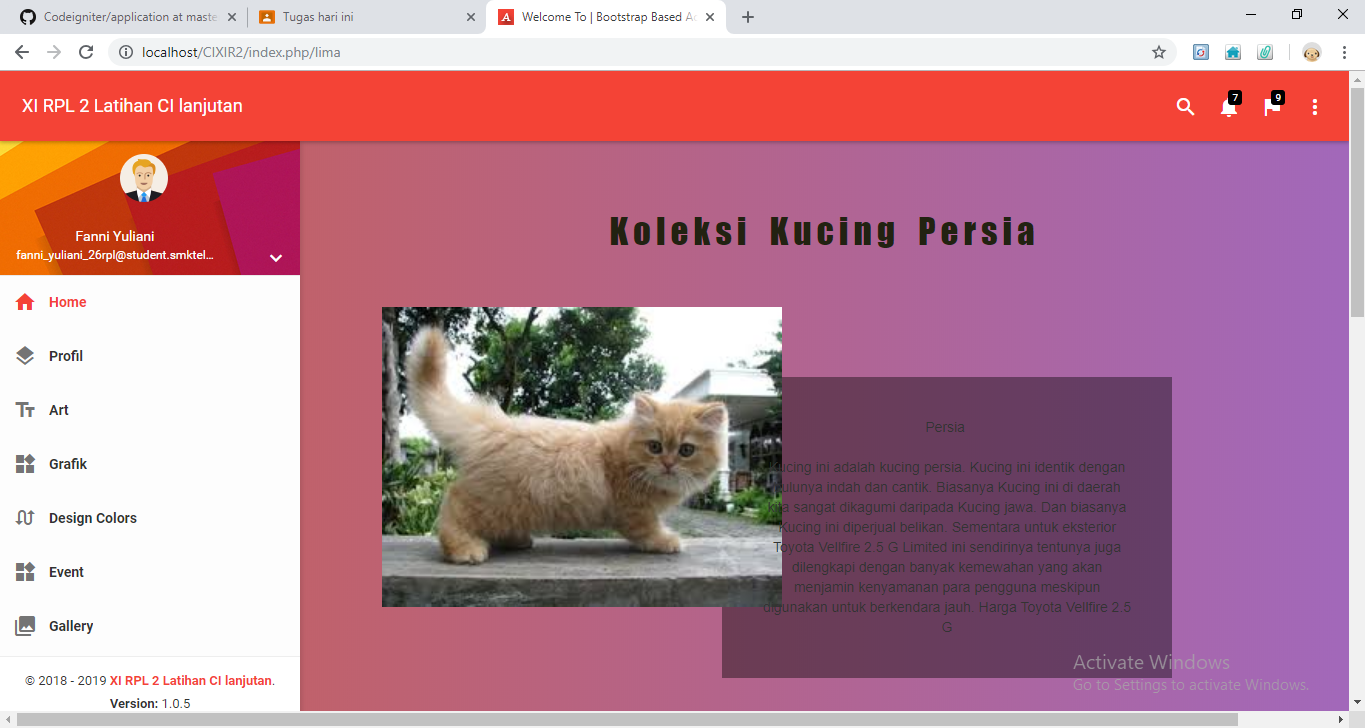 Codeigniter/application at maste
Tugas hari ini
Welcome To | Bootstrap Based A
localhost/CIXIR2/index.php/lima
XI RPL 2 Latihan CI lanjutan
7
9
Fanni Yuliani
fanni_yuliani_26rpl@student.smktel...
Home
Profil
Art
Grafik
Design Colors
Event
Gallery
© 2018 - 2019 XI RPL 2 Latihan CI lanjutan.
Version: 1.0.5
Koleksi Kucing Persia
Persia
Kucing ini adalah kucing persia. Kucing ini identik dengan
bulunya indah dan cantik. Biasanya Kucing ini di daerah
kita sangat dikagumi daripada Kucing jawa. Dan biasanya
Kucing ini diperjual belikan. Sementara untuk eksterior
Toyota Vellfire 2.5 G Limited ini sendirinya tentunya juga
dilengkapi dengan banyak kemewahan yang akan
menjamin kenyamanan para pengguna meskipun
digunakan untuk berkendara jauh. Harga Toyota Vellfire 2.5
G
Activate Windows
Go to Settings to activate Windows.